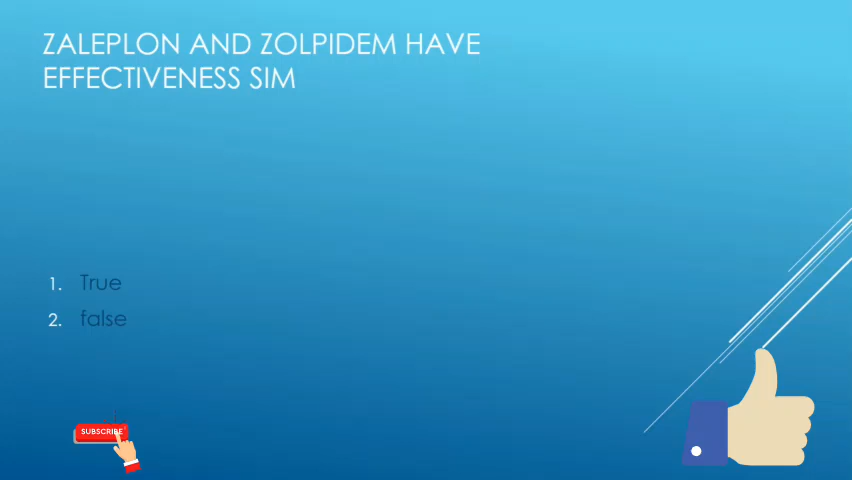 ZALEPLON AND ZOLPIDEM HAVE
EFFECTIVENESS SIM
1. True
2. false
SUBSCRIBE